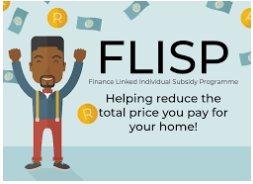 FLISP
Finance Linked Individual Subsidy Programme
Helping reduce the
total price you pay for
your home!
R
R
R